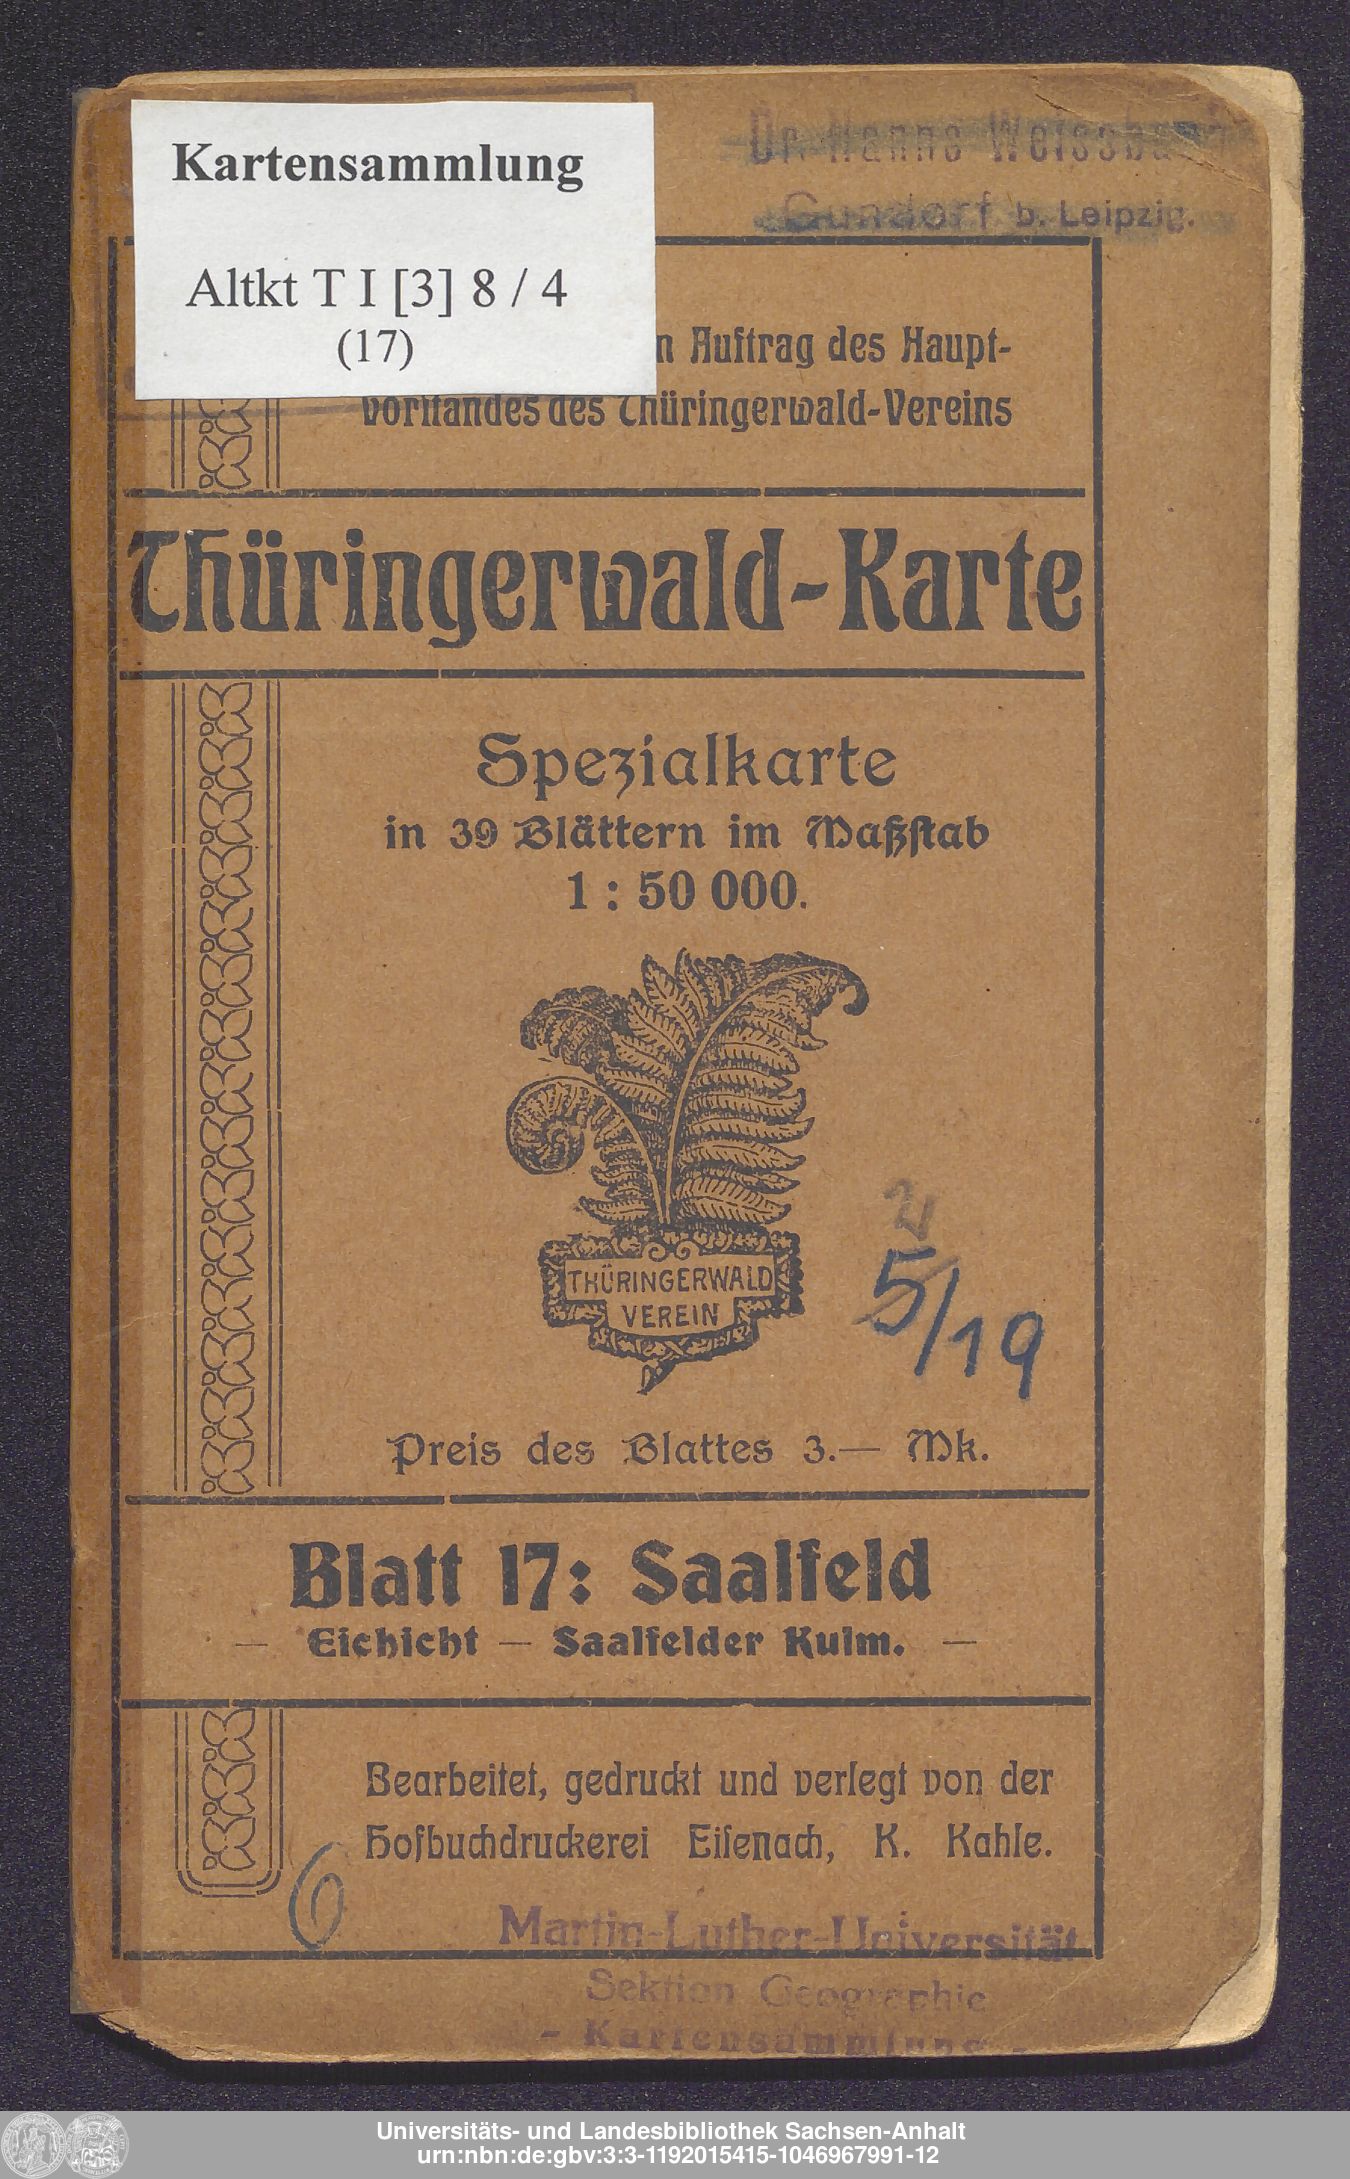 Kartensammlung
Altkt T I [3] 8 / 4
(17)
Gundorf b. Leipzig.
Auftrag des Haupt-
vorstandes des Thüringerwald-Vereins
Thüringerwald-Karte
Spezialkarte
in 39 Blättern im Maßstab
1 : 50 000.
THÜRINGERWALD
VEREIN
5/19
Preis des Blattes 3.— Mk.
Blatt 17: Saalfeld
— Eichicht — Saalfelder Kulm. —
Bearbeitet, gedruckt und verlegt von der
Hofbuchdruckerei Eisenach, K. Kahle.
6
Martin-Luther-Universität
Sektion Geographie
- Kartensammlung -
Universitäts- und Landesbibliothek Sachsen-Anhalt
urn:nbn:de:gbv:3:3-1192015415-1046967991-12